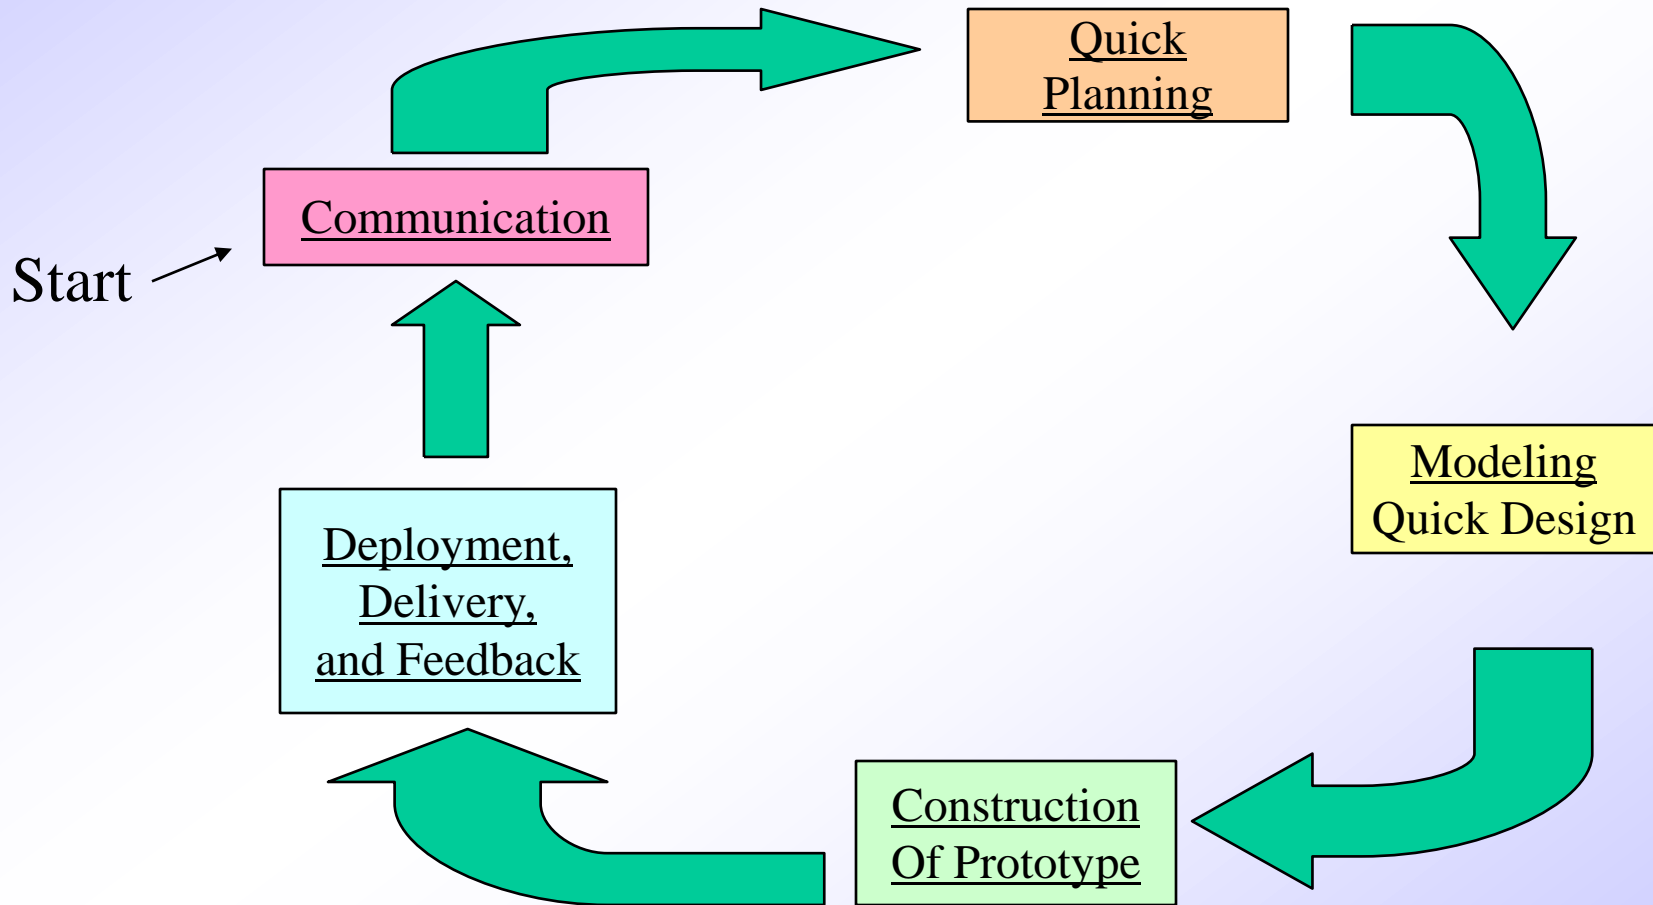 Quick
Planning
Communication
Start
Modeling
Quick Design
Deployment,
Delivery,
and Feedback
Construction
Of Prototype